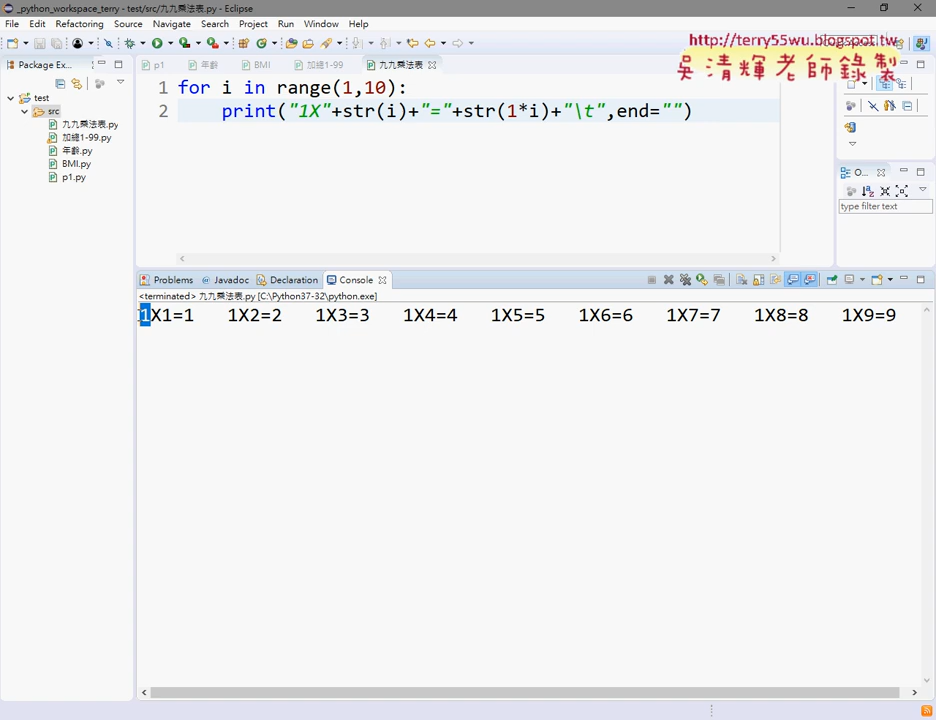 _python_workspace_terry - test/src/九九乘法表.py - Eclipse
File Edit Refactoring Source Navigate Search Project Run Window Help
http://terry55wu.blogspot.tw
吳清輝老師錄製
Package Ex...
p1 年齡 BMI 加總1-99 九九乘法表
test
src
九九乘法表.py
加總1-99.py
年齡.py
BMI.py
p1.py
1 for i in range(1,10):
2 print("1X"+str(i)+"="+str(1*i)+"\t",end="")
O...
type filter text
Problems Javadoc Declaration Console
<terminated> 九九乘法表.py [C:\Python37-32\python.exe]
1X1=1 1X2=2 1X3=3 1X4=4 1X5=5 1X6=6 1X7=7 1X8=8 1X9=9